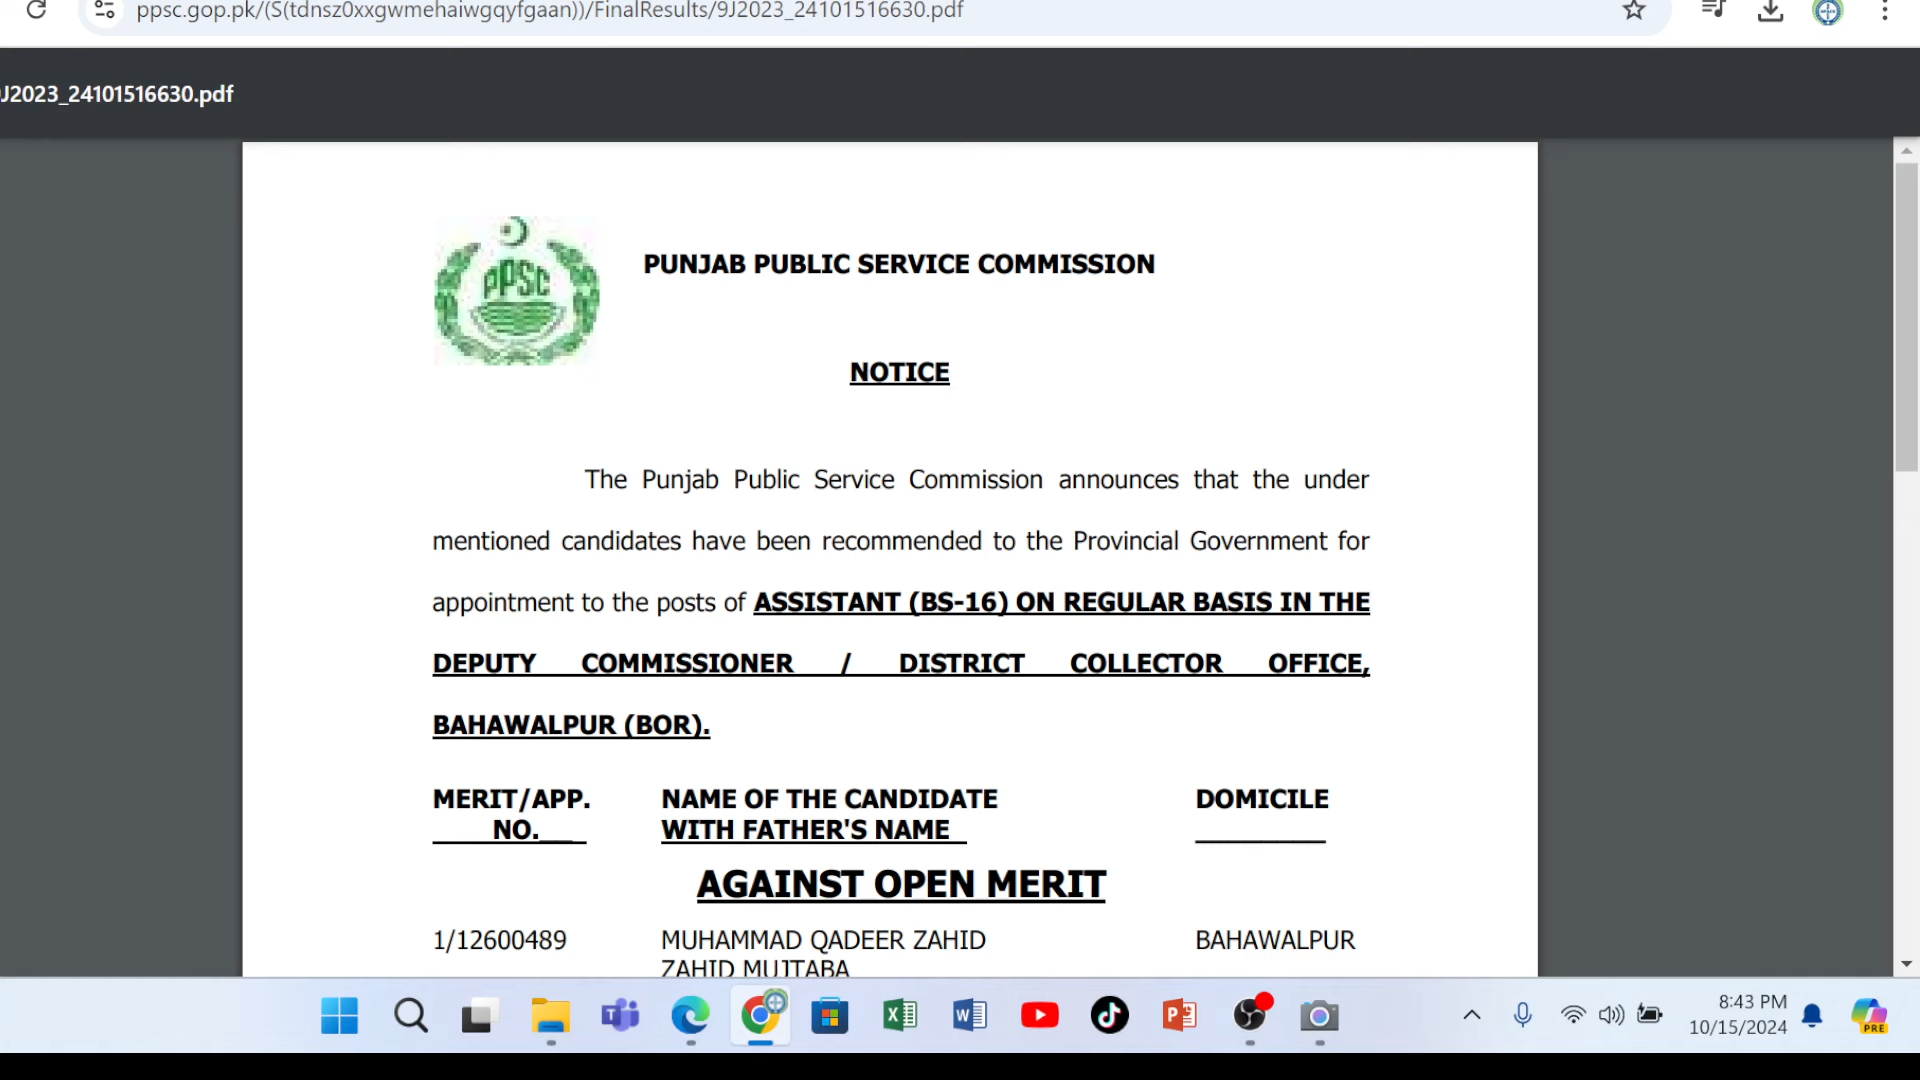 ppsc.gop.pk/(S(tdnsz0xxgwmehaiwgqyfgaan))/FinalResults/9J2023_24101516630.pdf
J2023_24101516630.pdf
PPSC
PUNJAB PUBLIC SERVICE COMMISSION
NOTICE
The Punjab Public Service Commission announces that the under
mentioned candidates have been recommended to the Provincial Government for
appointment to the posts of ASSISTANT (BS-16) ON REGULAR BASIS IN THE
DEPUTY COMMISSIONER / DISTRICT COLLECTOR OFFICE,
BAHAWALPUR (BOR).
MERIT/APP. NAME OF THE CANDIDATE DOMICILE
NO. WITH FATHER'S NAME
AGAINST OPEN MERIT
1/12600489 MUHAMMAD QADEER ZAHID BAHAWALPUR
ZAHID MUJTABA
8:43 PM
10/15/2024
PRE